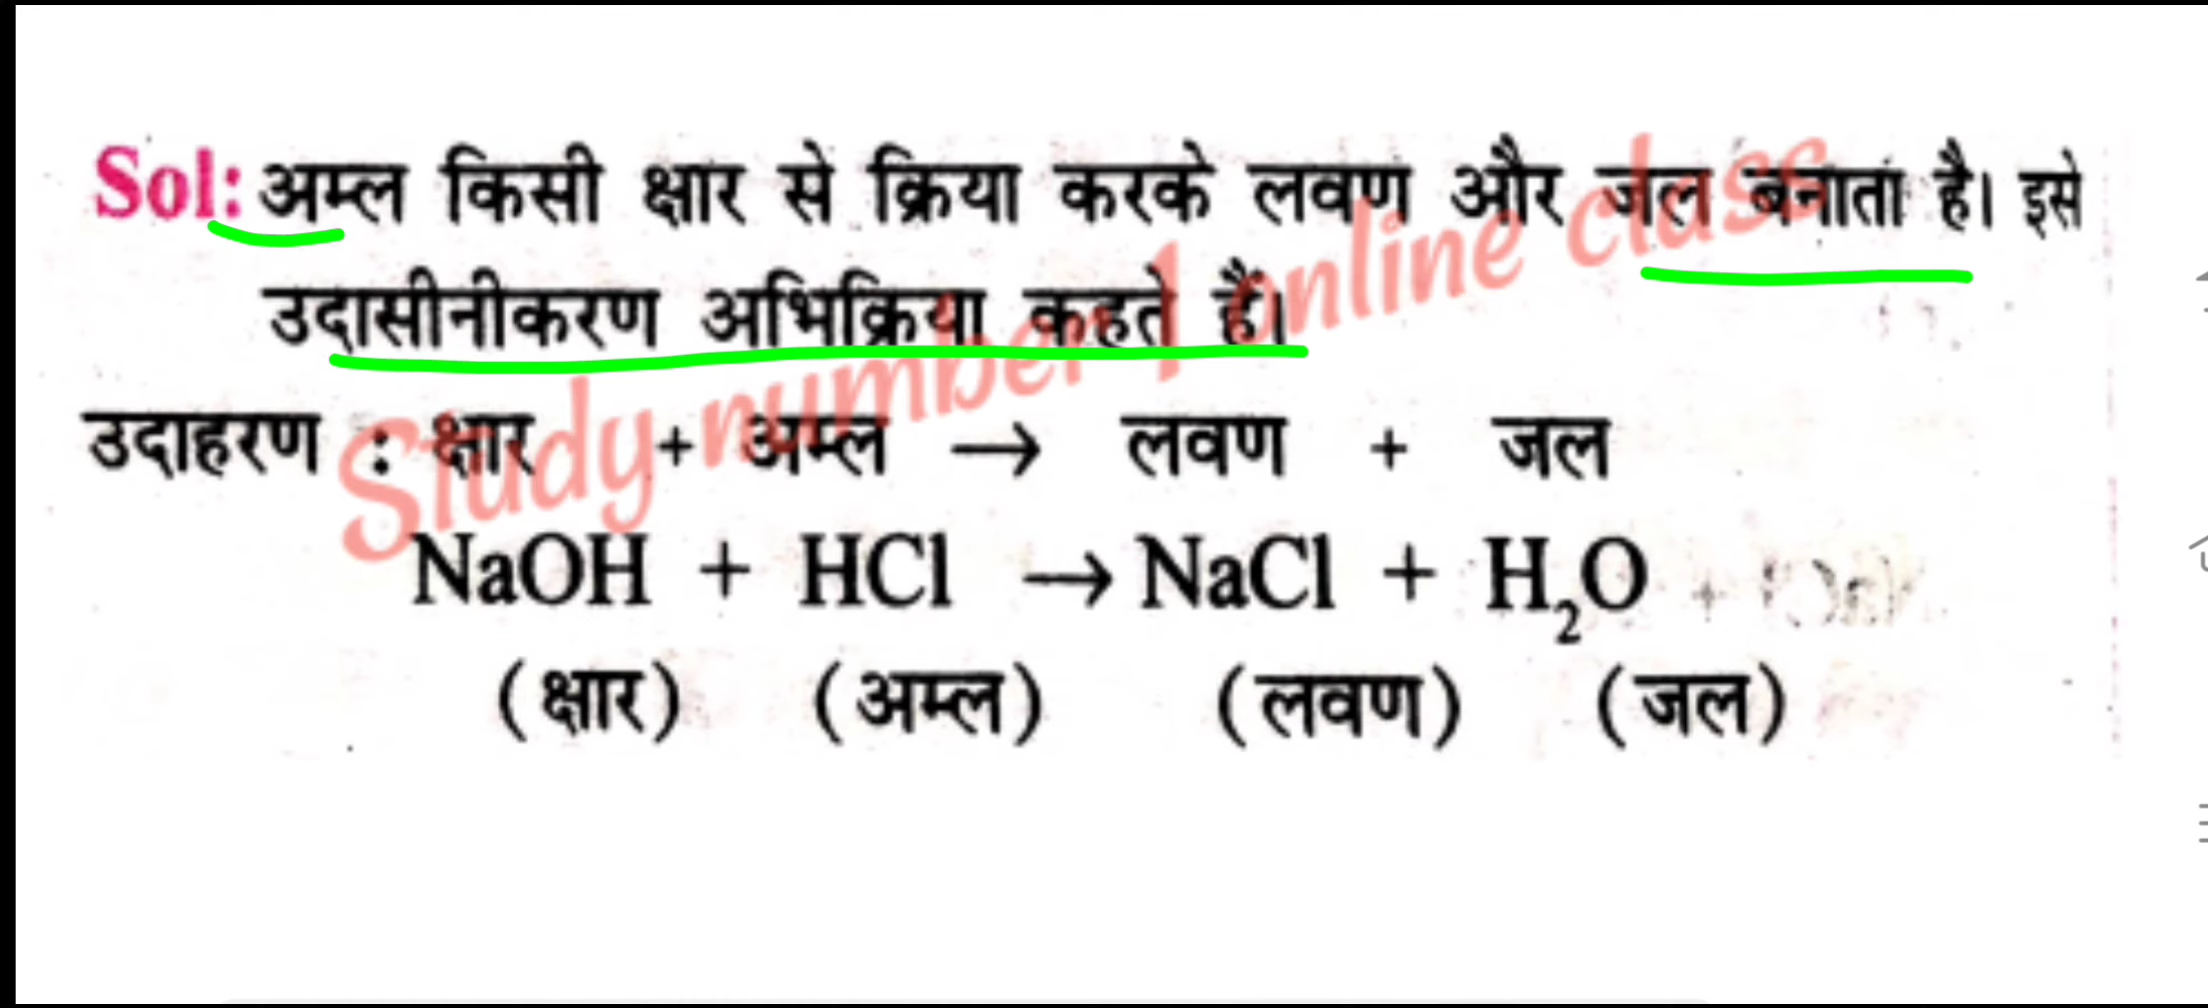 Sol: अम्ल किसी क्षार से क्रिया करके लवण और जल बनाता है। इसे
उदासीनीकरण अभिक्रिया कहते हैं।
उदाहरण : क्षार + अम्ल → लवण + जल
NaOH + HCl → NaCl + H₂O
(क्षार) (अम्ल) (लवण) (जल)
Study number 1 online class